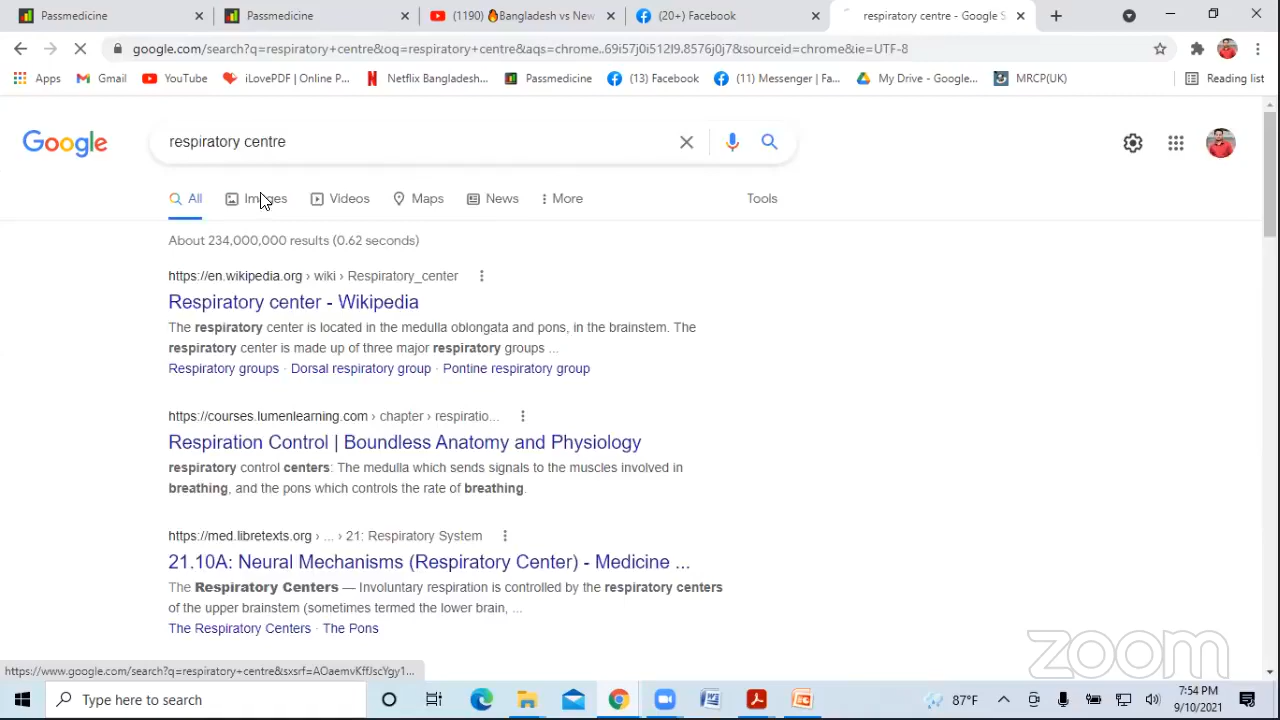 Passmedicine
Passmedicine
(1190) 🔥Bangladesh vs New
(20+) Facebook
respiratory centre - Google S
google.com/search?q=respiratory+centre&oq=respiratory+centre&aqs=chrome..69i57j0i512l9.8576j0j7&sourceid=chrome&ie=UTF-8
Apps
Gmail
YouTube
iLovePDF | Online P...
Netflix Bangladesh...
Passmedicine
(13) Facebook
(11) Messenger | Fa...
My Drive - Google...
MRCP(UK)
Reading list
Google
respiratory centre
All
Images
Videos
Maps
News
More
Tools
About 234,000,000 results (0.62 seconds)
https://en.wikipedia.org › wiki › Respiratory_center
Respiratory center - Wikipedia
The respiratory center is located in the medulla oblongata and pons, in the brainstem. The
respiratory center is made up of three major respiratory groups ...
Respiratory groups · Dorsal respiratory group · Pontine respiratory group
https://courses.lumenlearning.com › chapter › respiratio...
Respiration Control | Boundless Anatomy and Physiology
respiratory control centers: The medulla which sends signals to the muscles involved in
breathing, and the pons which controls the rate of breathing.
https://med.libretexts.org › ... › 21: Respiratory System
21.10A: Neural Mechanisms (Respiratory Center) - Medicine ...
The Respiratory Centers — Involuntary respiration is controlled by the respiratory centers
of the upper brainstem (sometimes termed the lower brain, ...
The Respiratory Centers · The Pons
zoom
https://www.google.com/search?q=respiratory+centre&sxsrf=AOaemvKffJscYgy1...
Type here to search
87°F
7:54 PM
9/10/2021